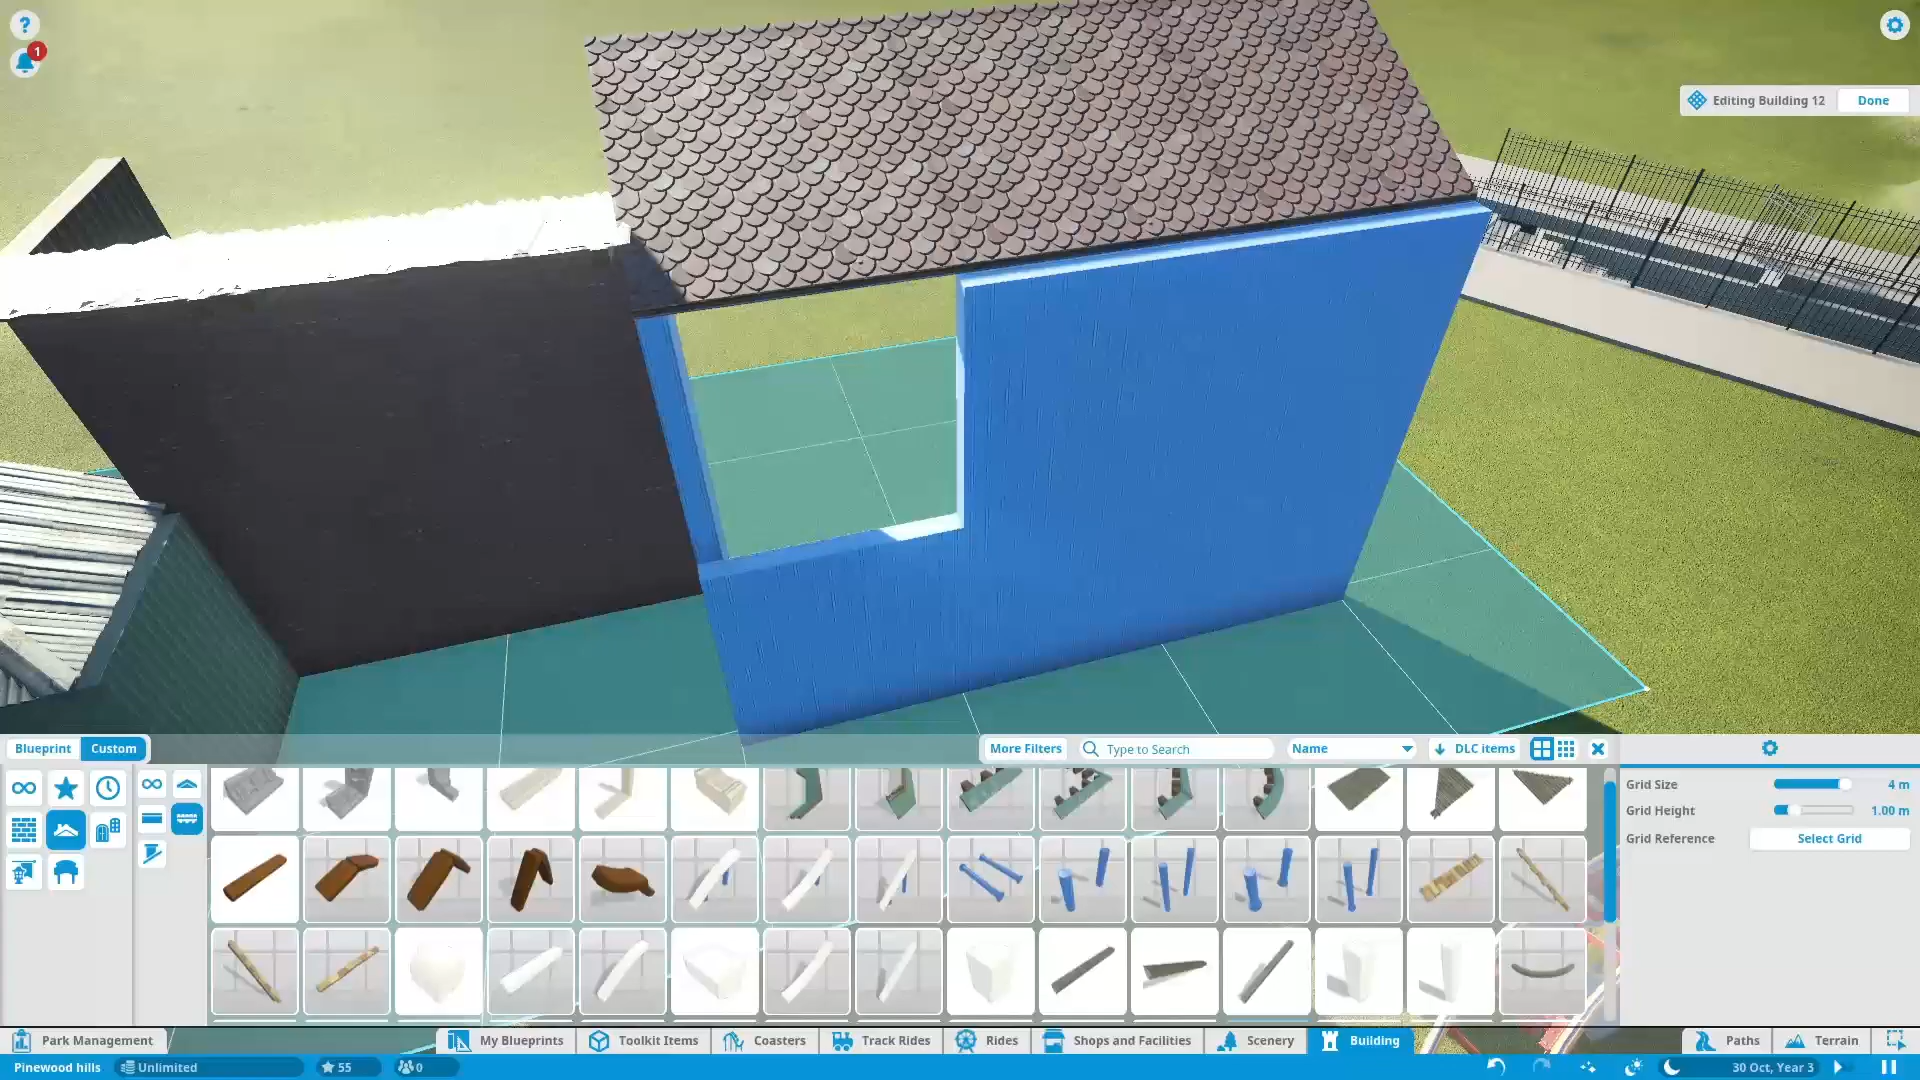 ?
1
Editing Building 12
Done
Blueprint
Custom
More Filters
Type to Search
Name
DLC items
Grid Size
4 m
Grid Height
1.00 m
Grid Reference
Select Grid
Park Management
My Blueprints
Toolkit Items
Coasters
Track Rides
Rides
Shops and Facilities
Scenery
Building
Paths
Terrain
Pinewood hills
Unlimited
55
0
30 Oct, Year 3